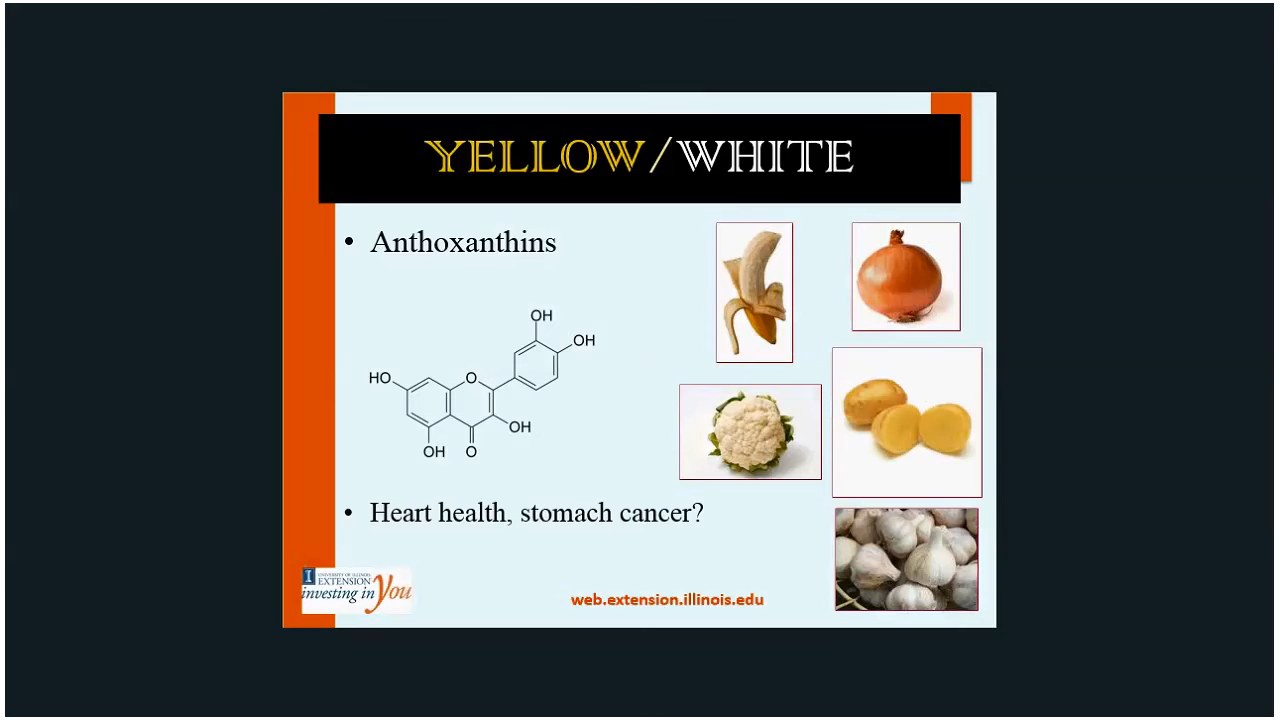 YELLOW/WHITE
• Anthoxanthins
OH
OH
HO
O
OH
OH
O
• Heart health, stomach cancer?
I
UNIVERSITY OF ILLINOIS
EXTENSION
investing in You
web.extension.illinois.edu